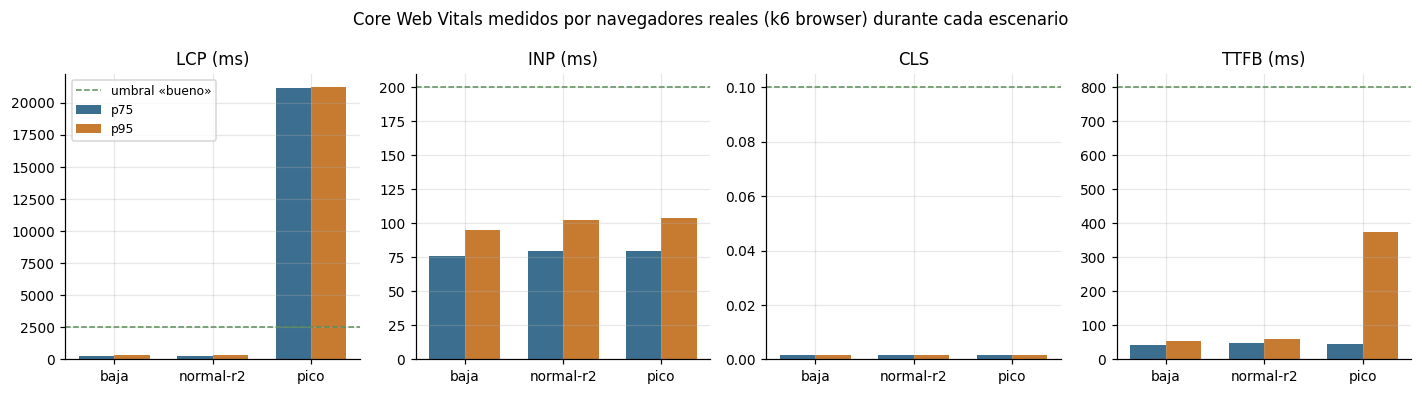 Core Web Vitals medidos por navegadores reales (k6 browser) durante cada escenario
LCP (ms)
umbral «bueno»
p75
p95
20000
17500
15000
12500
10000
7500
5000
2500
0
baja
normal-r2
pico
INP (ms)
200
175
150
125
100
75
50
25
0
baja
normal-r2
pico
CLS
0.10
0.08
0.06
0.04
0.02
0.00
baja
normal-r2
pico
TTFB (ms)
800
700
600
500
400
300
200
100
0
baja
normal-r2
pico